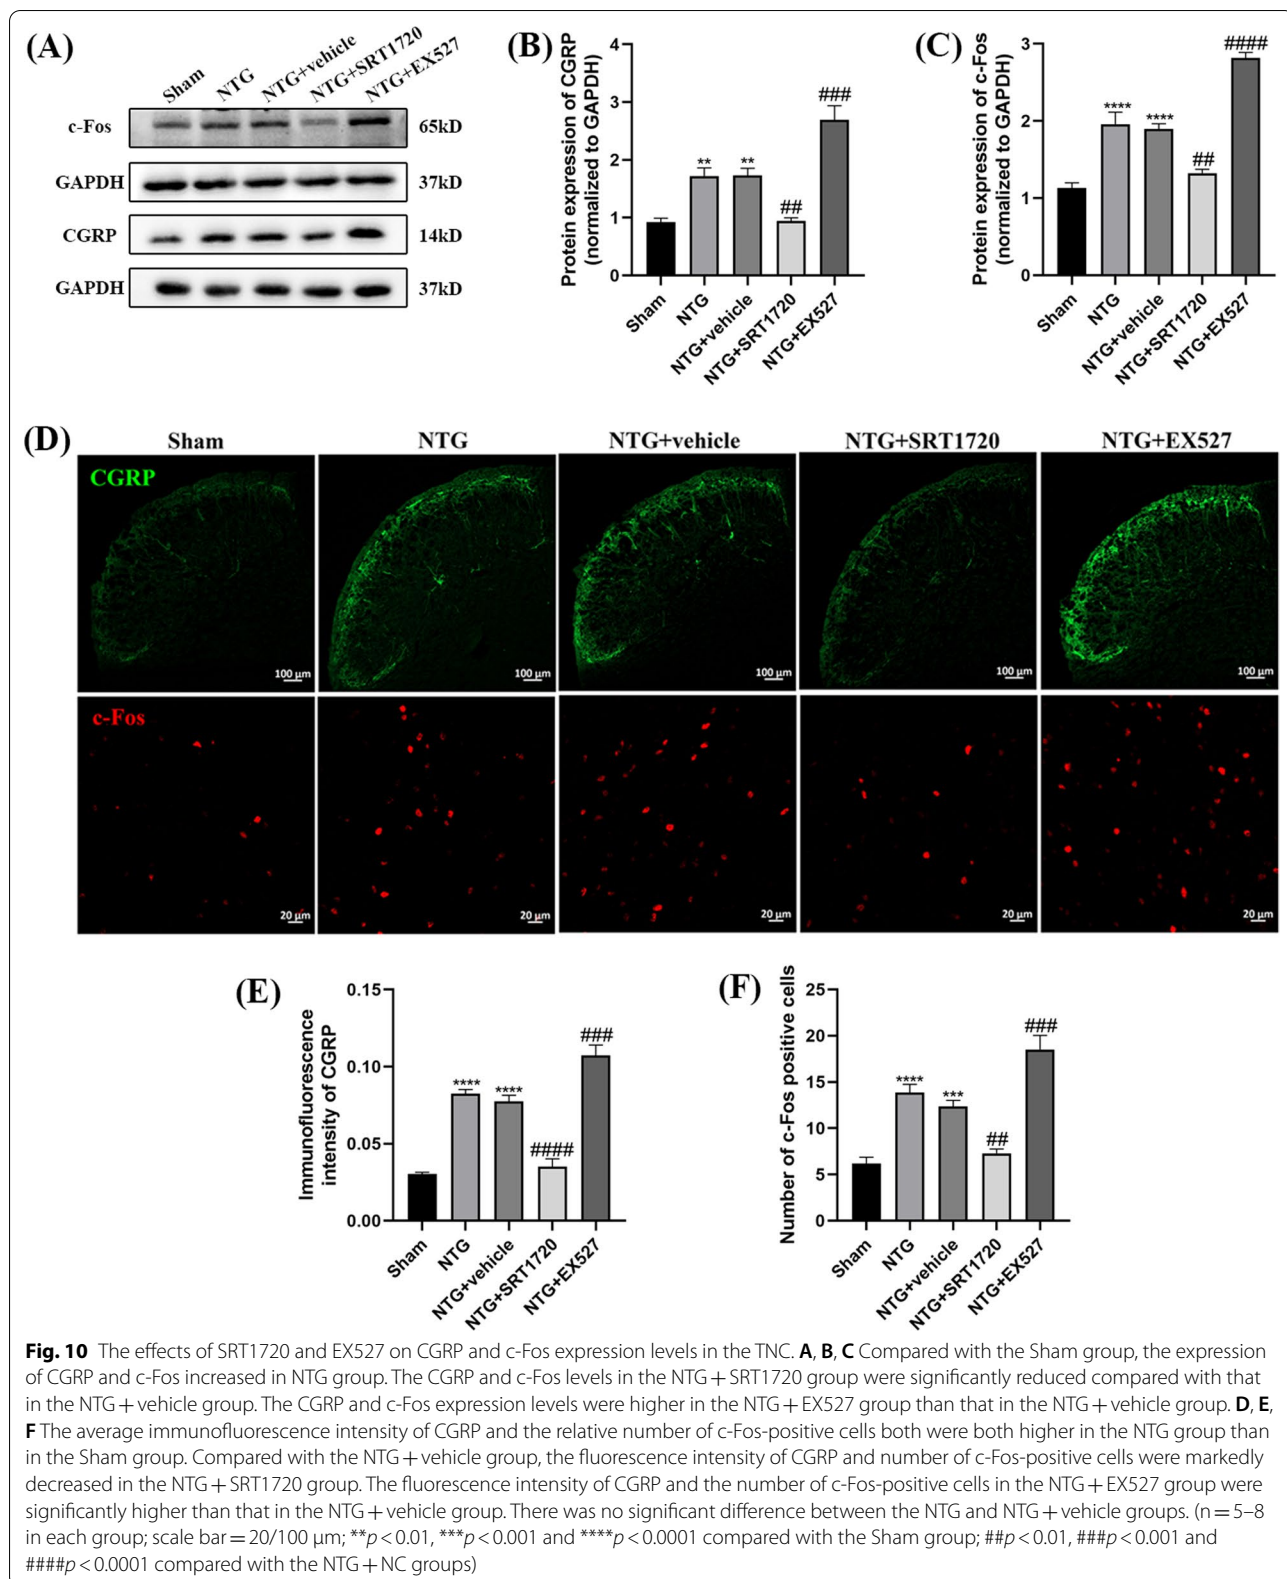 (A)
Sham
NTG
NTG+vehicle
NTG+SRT1720
NTG+EX527
c-Fos
65kD
GAPDH
37kD
CGRP
14kD
GAPDH
37kD
(B)
Protein expression of CGRP
(normalized to GAPDH)
4
3
2
1
0
**
**
##
###
Sham
NTG
NTG+vehicle
NTG+SRT1720
NTG+EX527
(C)
Protein expression of c-Fos
(normalized to GAPDH)
3
2
1
0
****
****
##
####
Sham
NTG
NTG+vehicle
NTG+SRT1720
NTG+EX527
(D)
Sham
NTG
NTG+vehicle
NTG+SRT1720
NTG+EX527
CGRP
100 µm
100 µm
100 µm
100 µm
100 µm
c-Fos
20 µm
20 µm
20 µm
20 µm
20 µm
(E)
Immunofluorescence
intensity of CGRP
0.15
0.10
0.05
0.00
****
****
####
###
Sham
NTG
NTG+vehicle
NTG+SRT1720
NTG+EX527
(F)
Number of c-Fos positive cells
25
20
15
10
5
0
****
***
##
###
Sham
NTG
NTG+vehicle
NTG+SRT1720
NTG+EX527
Fig. 10 The effects of SRT1720 and EX527 on CGRP and c-Fos expression levels in the TNC. A, B, C Compared with the Sham group, the expression
of CGRP and c-Fos increased in NTG group. The CGRP and c-Fos levels in the NTG + SRT1720 group were significantly reduced compared with that
in the NTG + vehicle group. The CGRP and c-Fos expression levels were higher in the NTG + EX527 group than that in the NTG + vehicle group. D, E,
F The average immunofluorescence intensity of CGRP and the relative number of c-Fos-positive cells both were both higher in the NTG group than
in the Sham group. Compared with the NTG + vehicle group, the fluorescence intensity of CGRP and number of c-Fos-positive cells were markedly
decreased in the NTG + SRT1720 group. The fluorescence intensity of CGRP and the number of c-Fos-positive cells in the NTG + EX527 group were
significantly higher than that in the NTG + vehicle group. There was no significant difference between the NTG and NTG + vehicle groups. (n = 5–8
in each group; scale bar = 20/100 µm; **p < 0.01, ***p < 0.001 and ****p < 0.0001 compared with the Sham group; ##p < 0.01, ###p < 0.001 and
####p < 0.0001 compared with the NTG + NC groups)